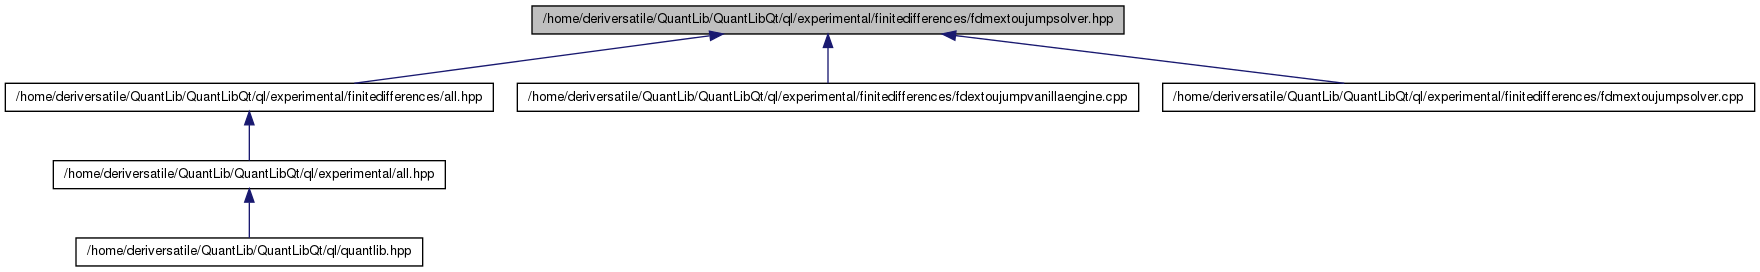 /home/deriversatile/QuantLib/QuantLibQt/ql/experimental/finitedifferences/fdmextoujumpsolver.hpp
/home/deriversatile/QuantLib/QuantLibQt/ql/experimental/finitedifferences/all.hpp
/home/deriversatile/QuantLib/QuantLibQt/ql/experimental/finitedifferences/fdextoujumpvanillaengine.cpp
/home/deriversatile/QuantLib/QuantLibQt/ql/experimental/finitedifferences/fdmextoujumpsolver.cpp
/home/deriversatile/QuantLib/QuantLibQt/ql/experimental/all.hpp
/home/deriversatile/QuantLib/QuantLibQt/ql/quantlib.hpp